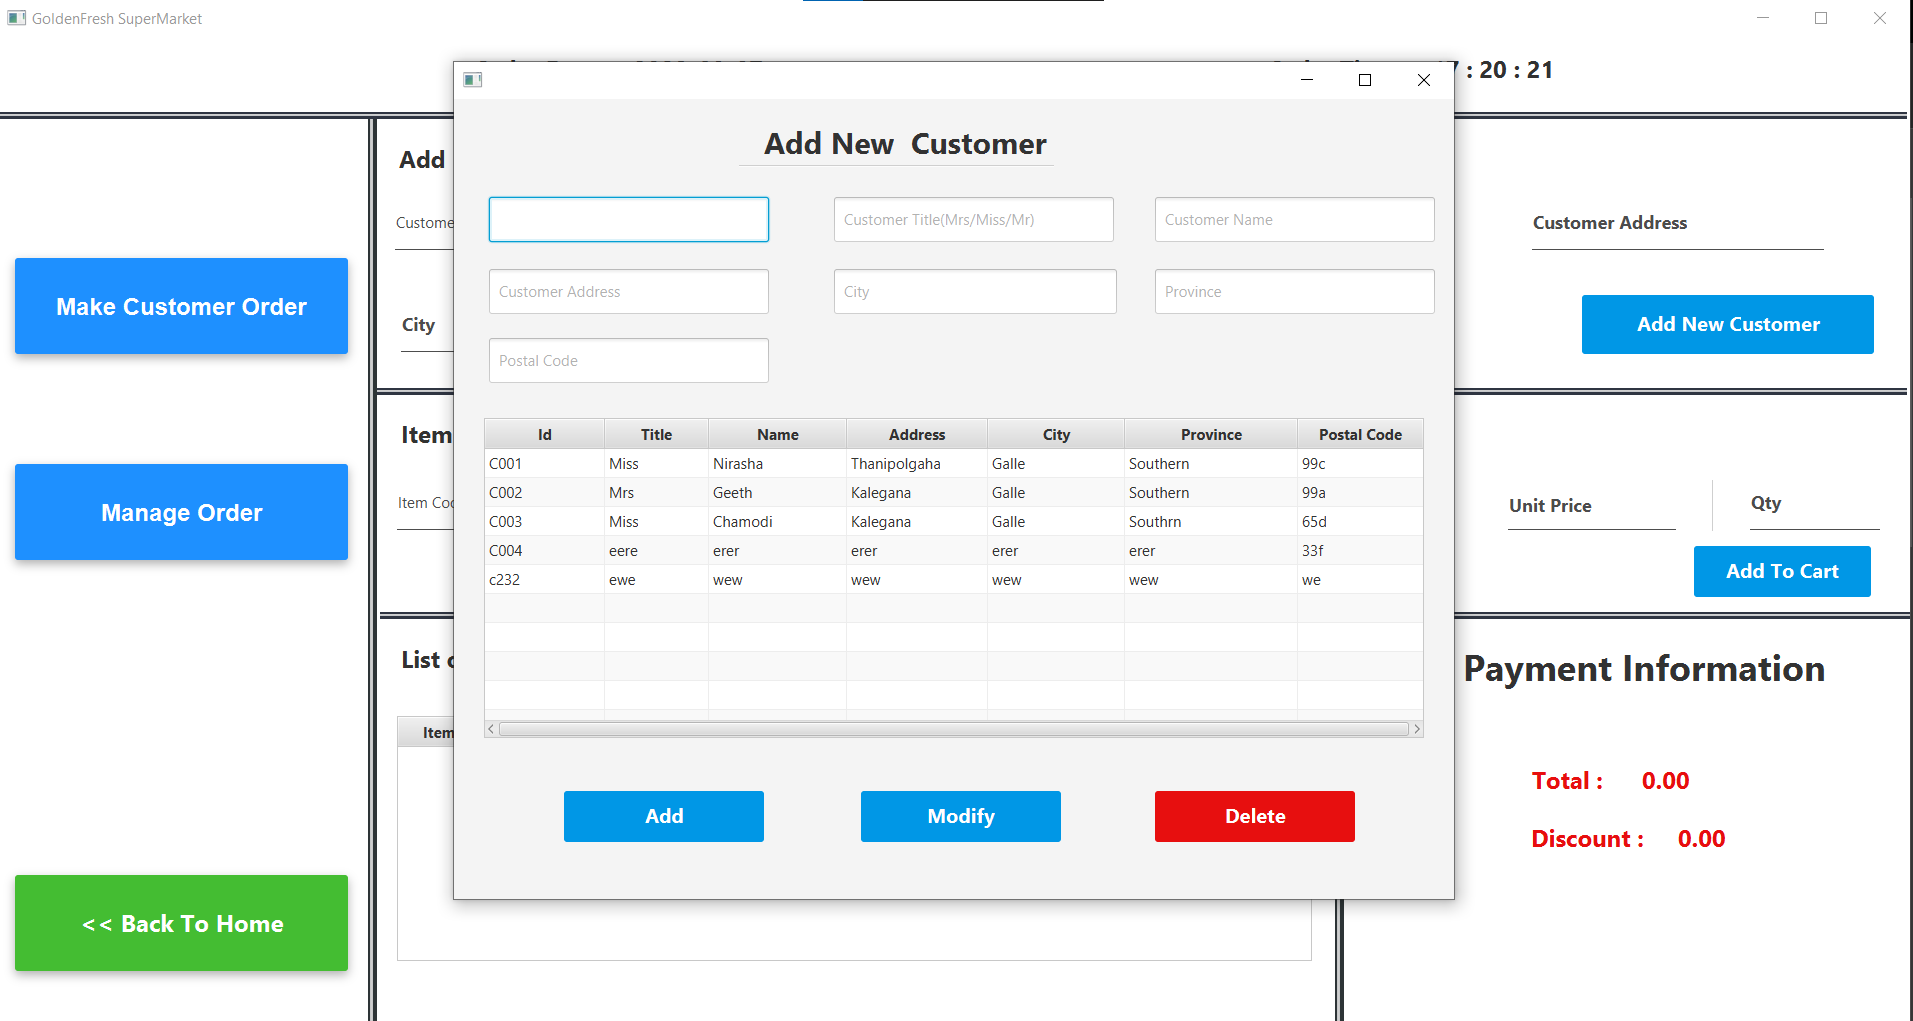 GoldenFresh SuperMarket
: 20 : 21
Add New  Customer
Add
Customer Title(Mrs/Miss/Mr)
Customer Name
Customer Address
Customer Address
City
Province
Make Customer Order
City
Add New Customer
Postal Code
Id Title Name Address City Province Postal Code
C001 Miss Nirasha Thanipolgaha Galle Southern 99c
C002 Mrs Geeth Kalegana Galle Southern 99a
C003 Miss Chamodi Kalegana Galle Southrn 65d
C004 eere erer erer erer erer 33f
c232 ewe wew wew wew wew we
Item
Manage Order
Unit Price
Qty
Add To Cart
List
Payment Information
Item
Total : 0.00
Discount : 0.00
Add
Modify
Delete
<< Back To Home